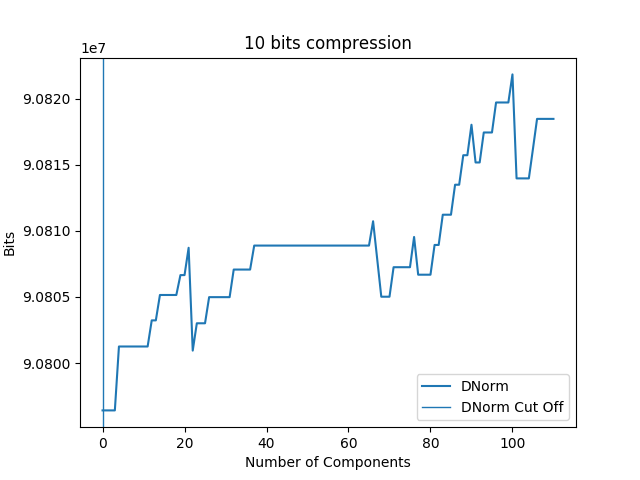 10 bits compression
1e7
9.0820
9.0815
9.0810
9.0805
9.0800
Bits
0 20 40 60 80 100
Number of Components
DNorm
DNorm Cut Off